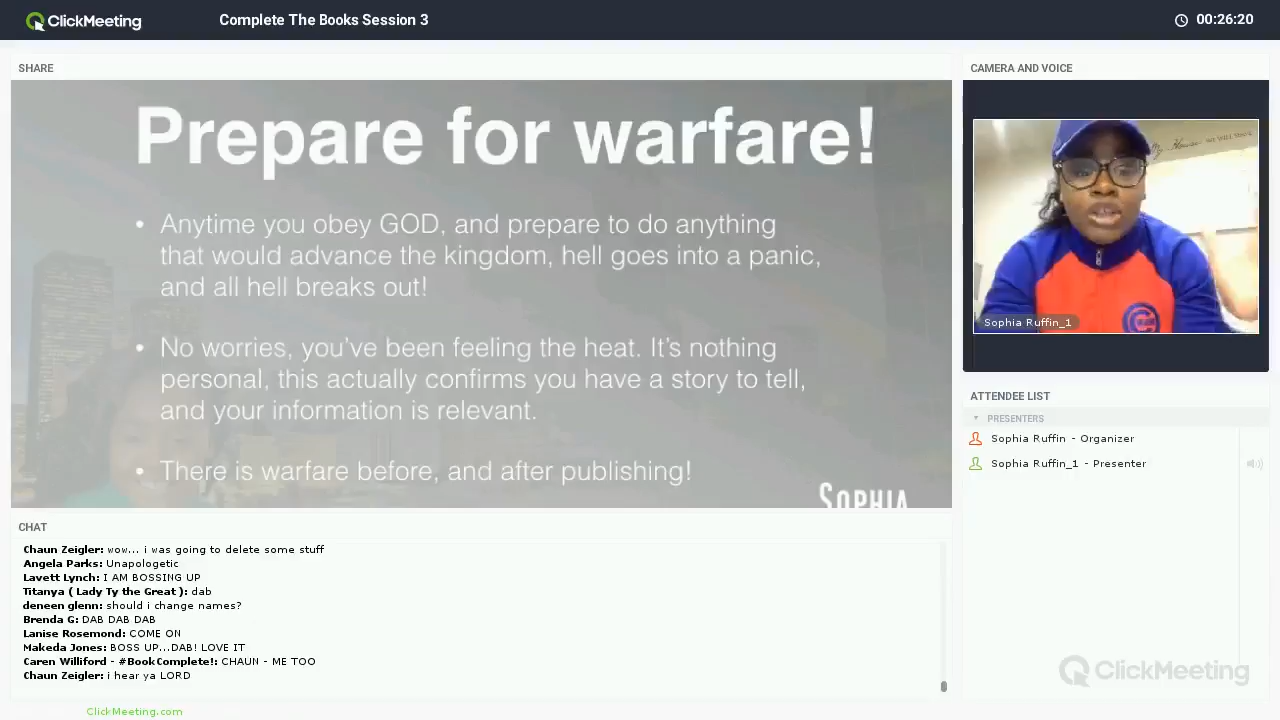 ClickMeeting
Complete The Books Session 3
00:26:20
SHARE
Prepare for warfare!
• Anytime you obey GOD, and prepare to do anything
that would advance the kingdom, hell goes into a panic,
and all hell breaks out!
• No worries, you've been feeling the heat. It's nothing
personal, this actually confirms you have a story to tell,
and your information is relevant.
• There is warfare before, and after publishing!
SOPHIA
CAMERA AND VOICE
Sophia Ruffin_1
ATTENDEE LIST
PRESENTERS
Sophia Ruffin - Organizer
Sophia Ruffin_1 - Presenter
CHAT
Chaun Zeigler: wow... i was going to delete some stuff
Angela Parks: Unapologetic
Lavett Lynch: I AM BOSSING UP
Titanya ( Lady Ty the Great ): dab
deneen glenn: should i change names?
Brenda G: DAB DAB DAB
Lanise Rosemond: COME ON
Makeda Jones: BOSS UP...DAB! LOVE IT
Caren Williford - #BookComplete!: CHAUN - ME TOO
Chaun Zeigler: i hear ya LORD
ClickMeeting
ClickMeeting.com